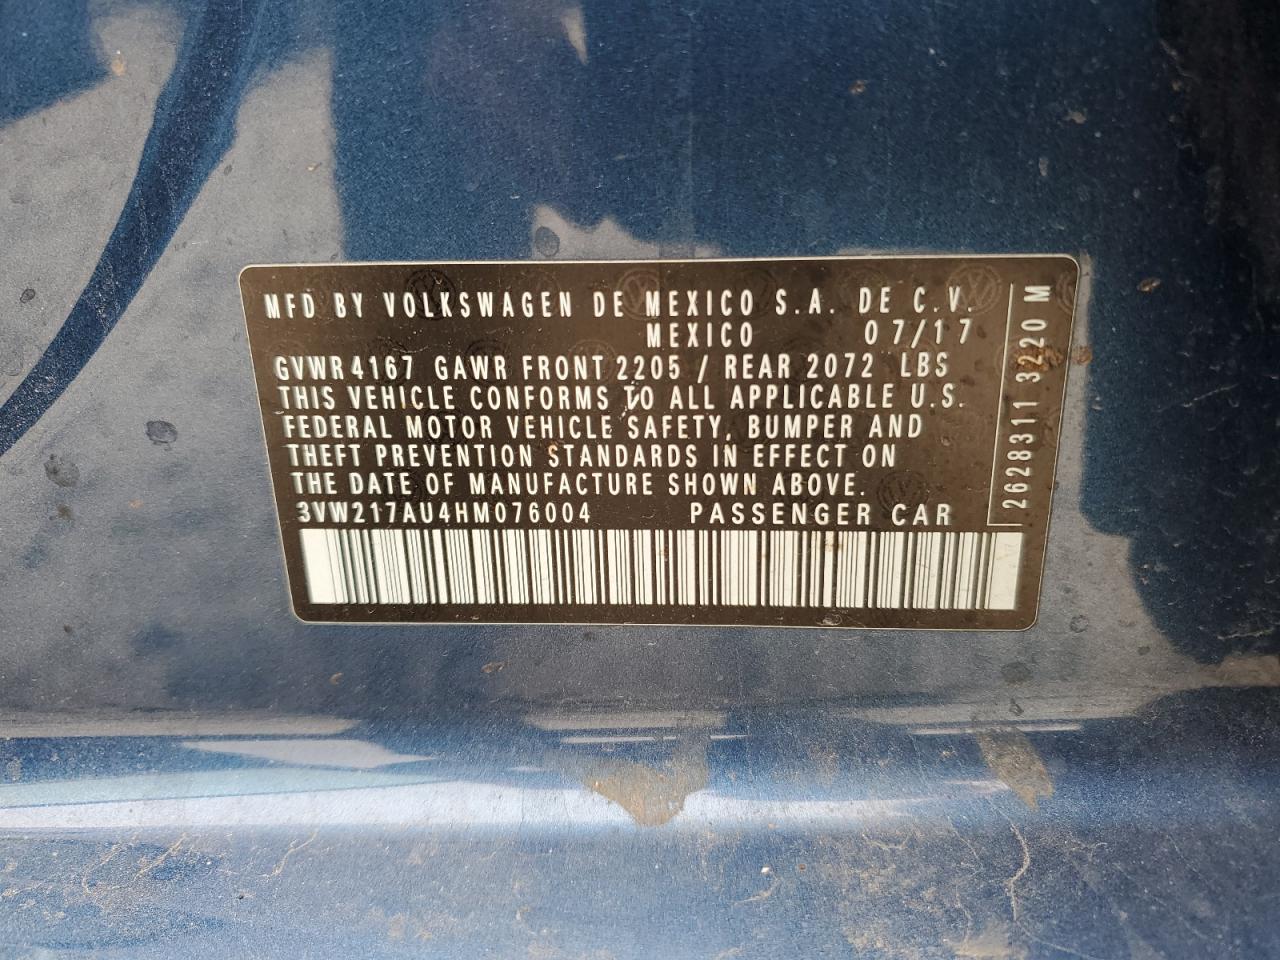 MFD BY VOLKSWAGEN DE MEXICO S.A. DE C.V.
MEXICO 07/17
GVWR 4167 GAWR FRONT 2205 / REAR 2072 LBS
THIS VEHICLE CONFORMS TO ALL APPLICABLE U.S.
FEDERAL MOTOR VEHICLE SAFETY, BUMPER AND
THEFT PREVENTION STANDARDS IN EFFECT ON
THE DATE OF MANUFACTURE SHOWN ABOVE.
3VW217AU4HM076004 PASSENGER CAR
2628311 3220 M